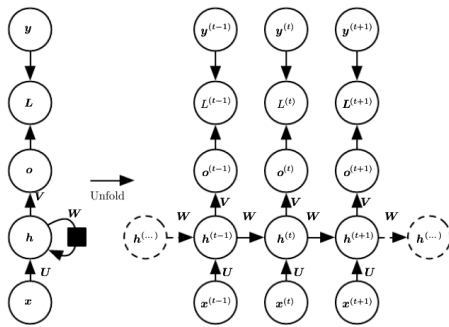 y y^(t−1) y^(t) y^(t+1)
L L^(t−1) L^(t) L^(t+1)
o o^(t−1) o^(t) o^(t+1)
Unfold
V V V V
W W W W W
h h^(...) h^(t−1) h^(t) h^(t+1) h^(...)
U U U U
x x^(t−1) x^(t) x^(t+1)